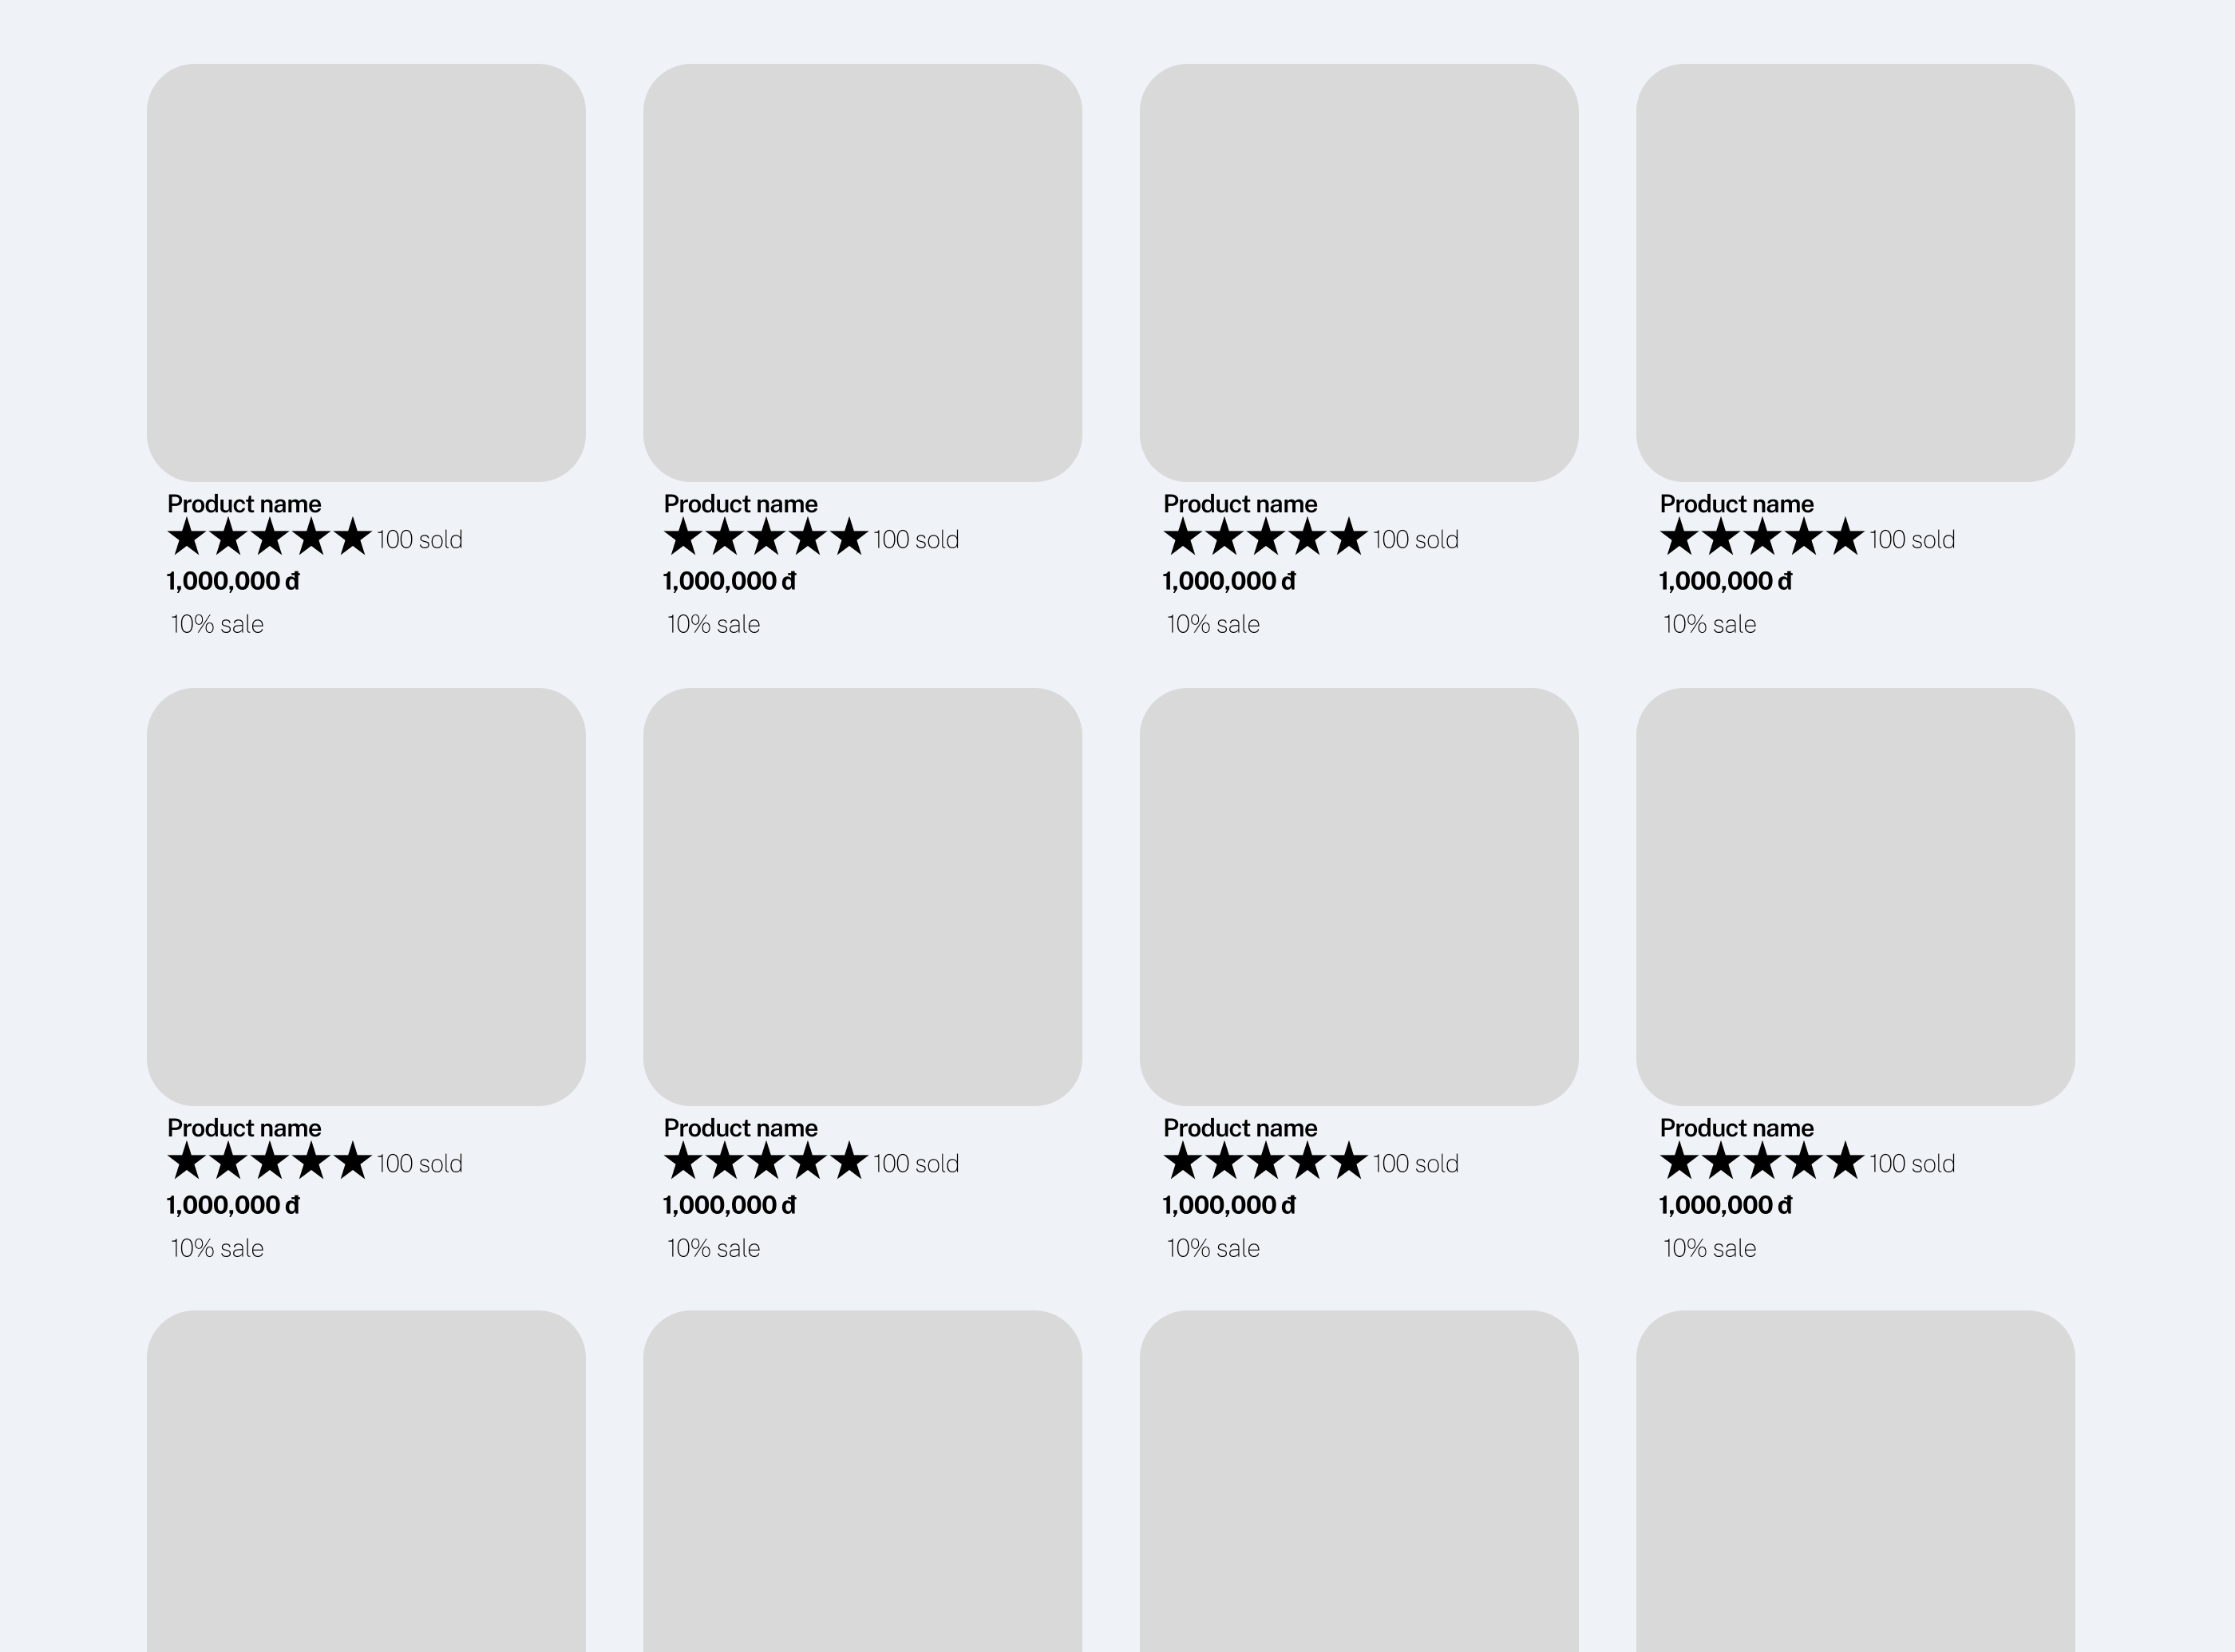 Product name Product name Product name Product name
★★★★★ 100 sold ★★★★★ 100 sold ★★★★★ 100 sold ★★★★★ 100 sold
1,000,000 đ 1,000,000 đ 1,000,000 đ 1,000,000 đ
10% sale 10% sale 10% sale 10% sale
Product name Product name Product name Product name
★★★★★ 100 sold ★★★★★ 100 sold ★★★★★ 100 sold ★★★★★ 100 sold
1,000,000 đ 1,000,000 đ 1,000,000 đ 1,000,000 đ
10% sale 10% sale 10% sale 10% sale